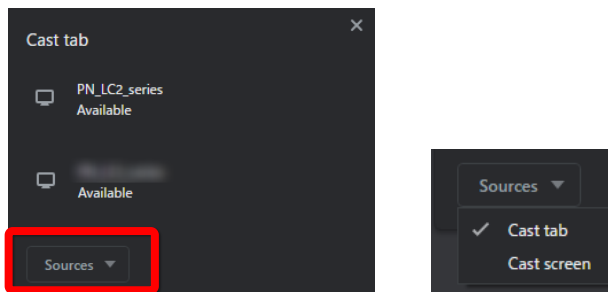 Cast tab
PN_LC2_series
Available
Available
Sources
Sources
Cast tab
Cast screen